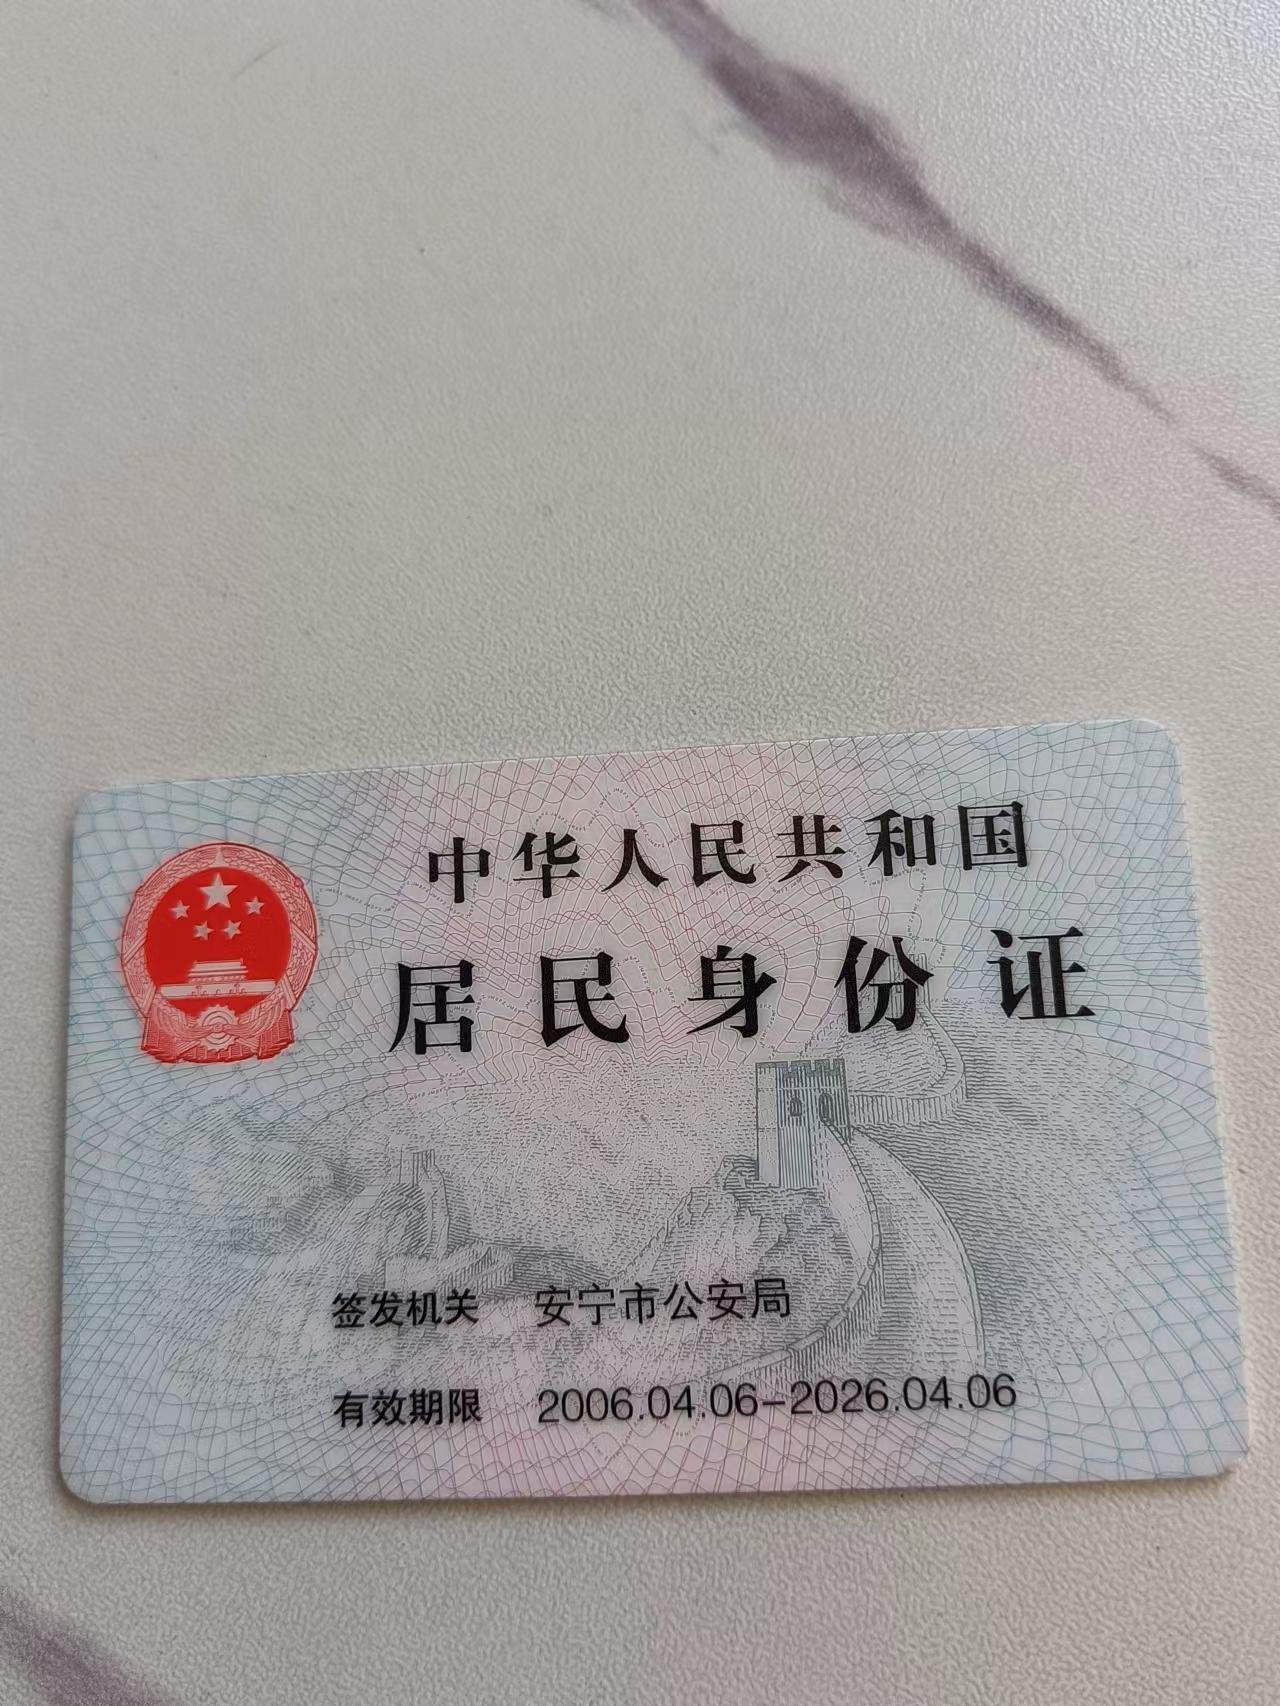 中华人民共和国
居民身份证
签发机关 安宁市公安局
有效期限 2006.04.06-2026.04.06